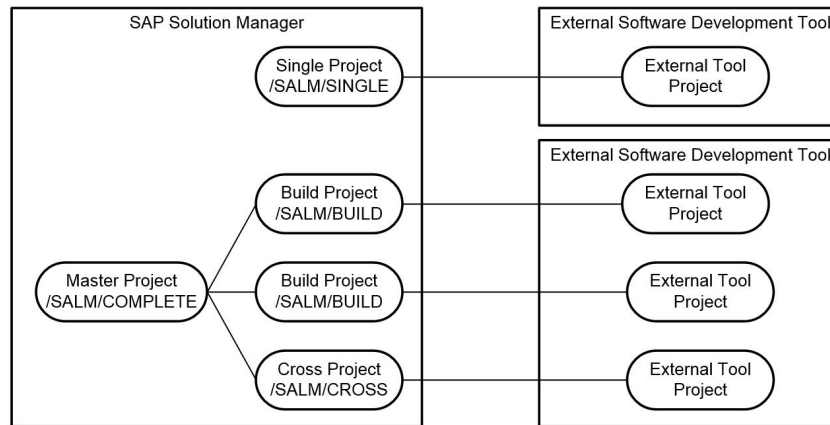 SAP Solution Manager
External Software Development Tool
Single Project
/SALM/SINGLE
External Tool
Project
External Software Development Tool
Build Project
/SALM/BUILD
External Tool
Project
Master Project
/SALM/COMPLETE
Build Project
/SALM/BUILD
External Tool
Project
Cross Project
/SALM/CROSS
External Tool
Project